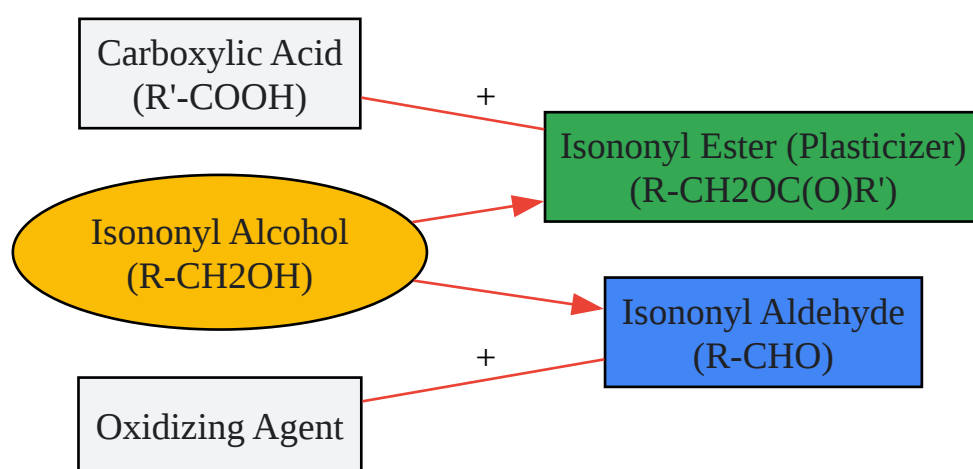 Carboxylic Acid
(R'-COOH)
+
Isononyl Ester (Plasticizer)
(R-CH2OC(O)R')
Isononyl Alcohol
(R-CH2OH)
Isononyl Aldehyde
(R-CHO)
+
Oxidizing Agent